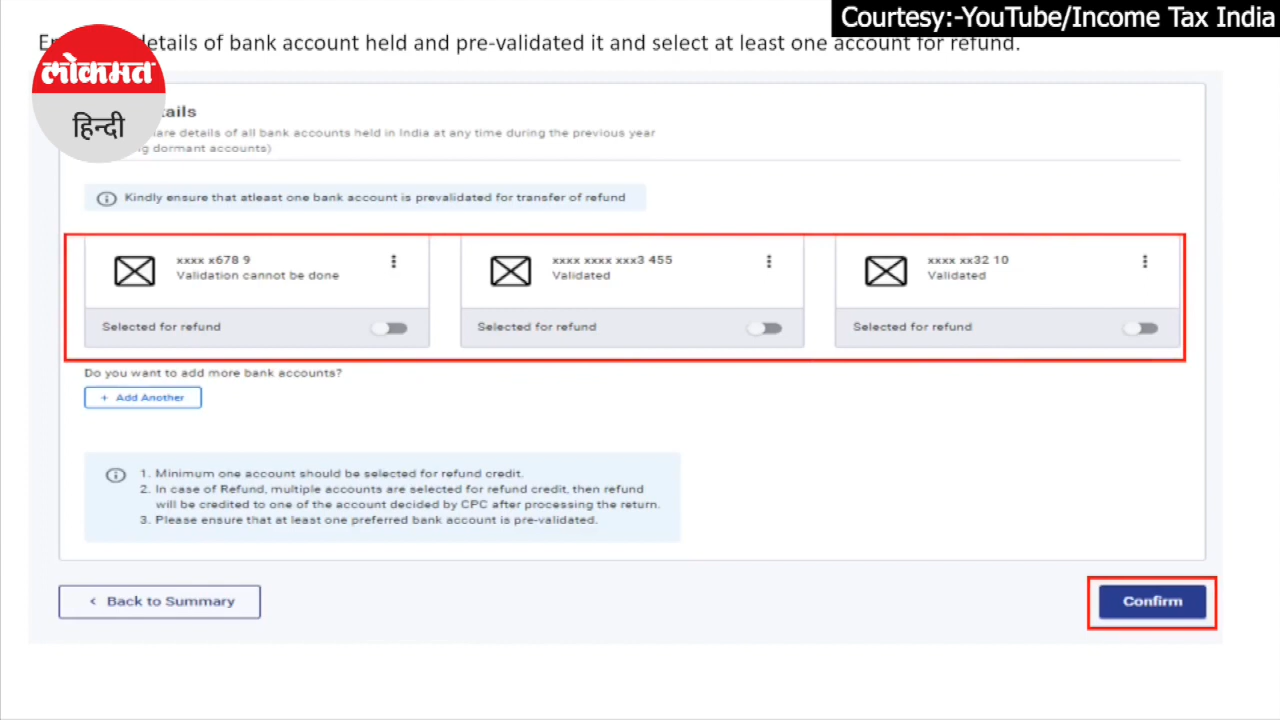 Courtesy:-YouTube/Income Tax India
details of bank account held and pre-validated it and select at least one account for refund.
लोकमत
हिन्दी
details of all bank accounts held in India at any time during the previous year
dormant accounts)
Kindly ensure that atleast one bank account is prevalidated for transfer of refund
xxxx x678 9
Validation cannot be done
Selected for refund
xxxx xxxx xxx3 455
Validated
Selected for refund
xxxx xx32 10
Validated
Selected for refund
Do you want to add more bank accounts?
+ Add Another
1. Minimum one account should be selected for refund credit.
2. In case of Refund, multiple accounts are selected for refund credit, then refund
will be credited to one of the account decided by CPC after processing the return.
3. Please ensure that at least one preferred bank account is pre-validated.
< Back to Summary
Confirm